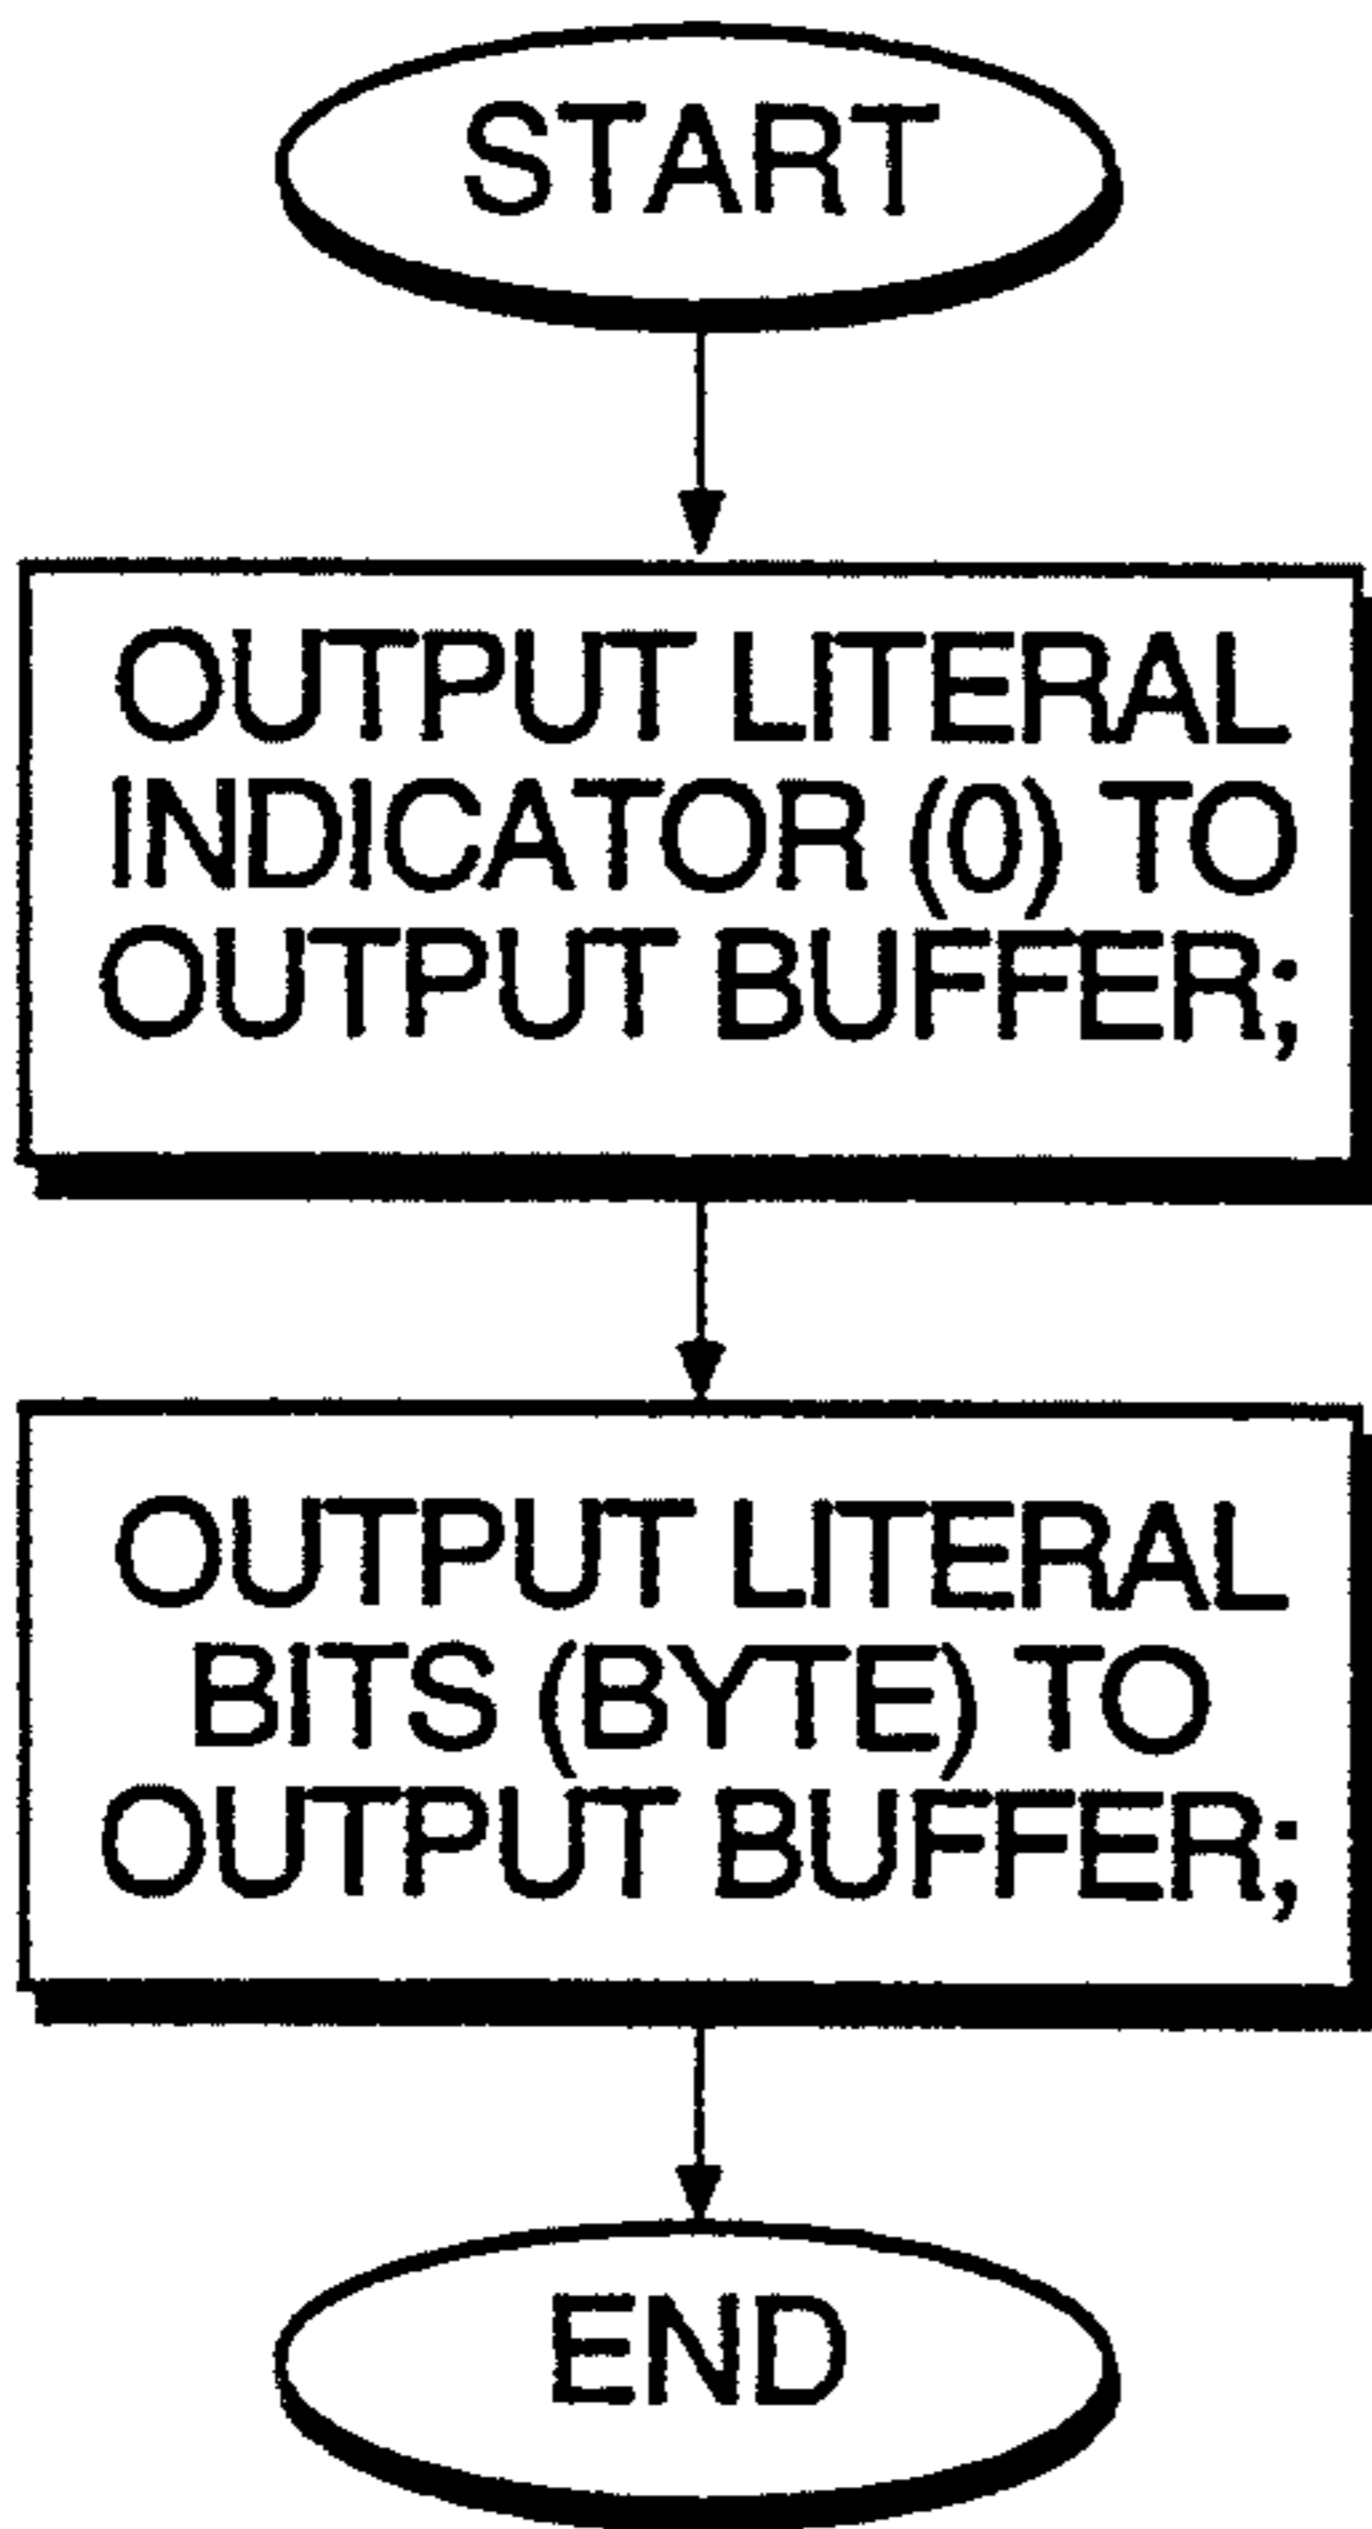 START
OUTPUT LITERAL
INDICATOR (0) TO
OUTPUT BUFFER;
OUTPUT LITERAL
BITS (BYTE) TO
OUTPUT BUFFER;
END